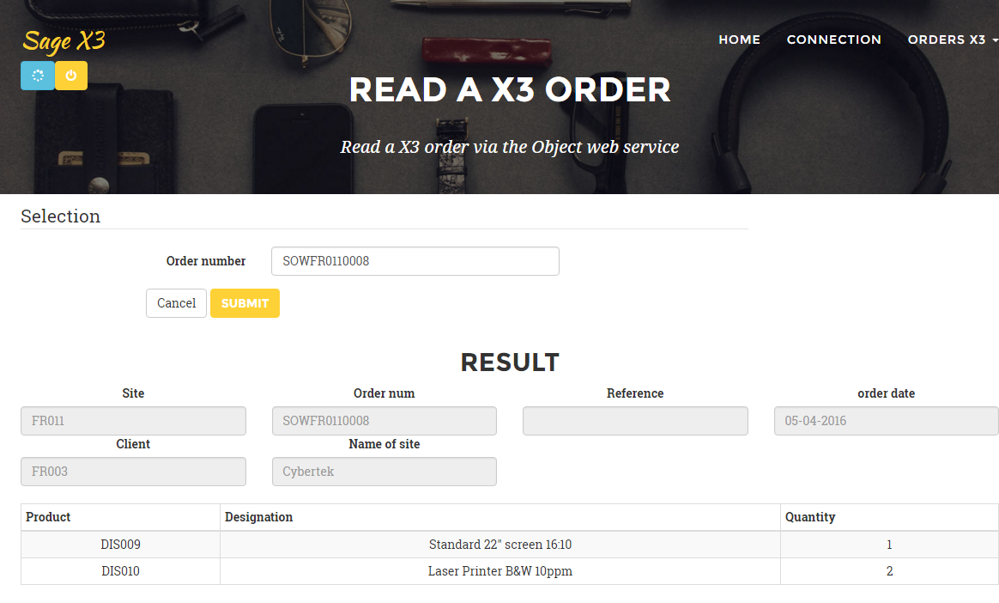 Sage X3
HOME CONNECTION ORDERS X3
READ A X3 ORDER
Read a X3 order via the Object web service
Selection
Order number SOWFR0110008
Cancel SUBMIT
RESULT
Site Order num Reference order date
FR011 SOWFR0110008 05-04-2016
Client Name of site
FR003 Cybertek
Product Designation Quantity
DIS009 Standard 22" screen 16:10 1
DIS010 Laser Printer B&W 10ppm 2